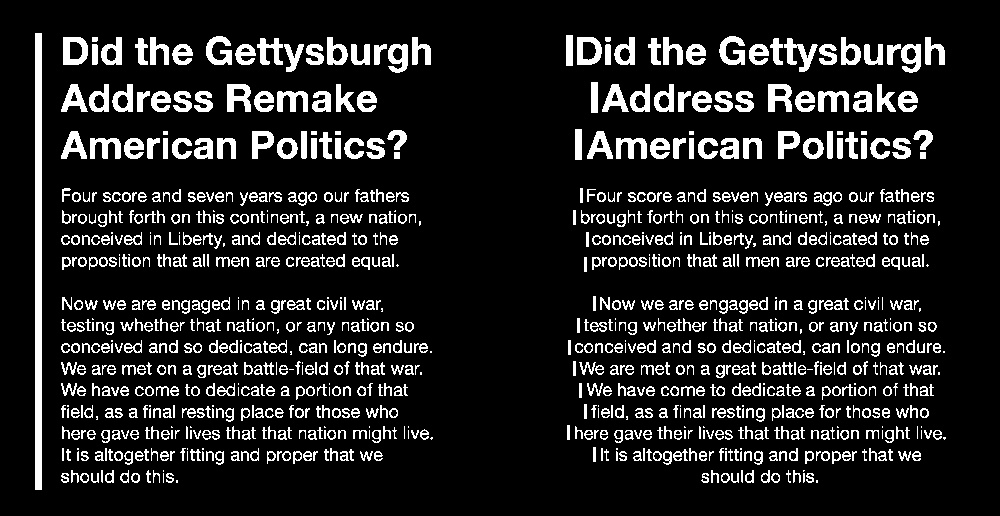 Did the Gettysburgh
Address Remake
American Politics?
Four score and seven years ago our fathers
brought forth on this continent, a new nation,
conceived in Liberty, and dedicated to the
proposition that all men are created equal.
Now we are engaged in a great civil war,
testing whether that nation, or any nation so
conceived and so dedicated, can long endure.
We are met on a great battle-field of that war.
We have come to dedicate a portion of that
field, as a final resting place for those who
here gave their lives that that nation might live.
It is altogether fitting and proper that we
should do this.
Did the Gettysburgh
Address Remake
American Politics?
Four score and seven years ago our fathers
brought forth on this continent, a new nation,
conceived in Liberty, and dedicated to the
proposition that all men are created equal.
Now we are engaged in a great civil war,
testing whether that nation, or any nation so
conceived and so dedicated, can long endure.
We are met on a great battle-field of that war.
We have come to dedicate a portion of that
field, as a final resting place for those who
here gave their lives that that nation might live.
It is altogether fitting and proper that we
should do this.